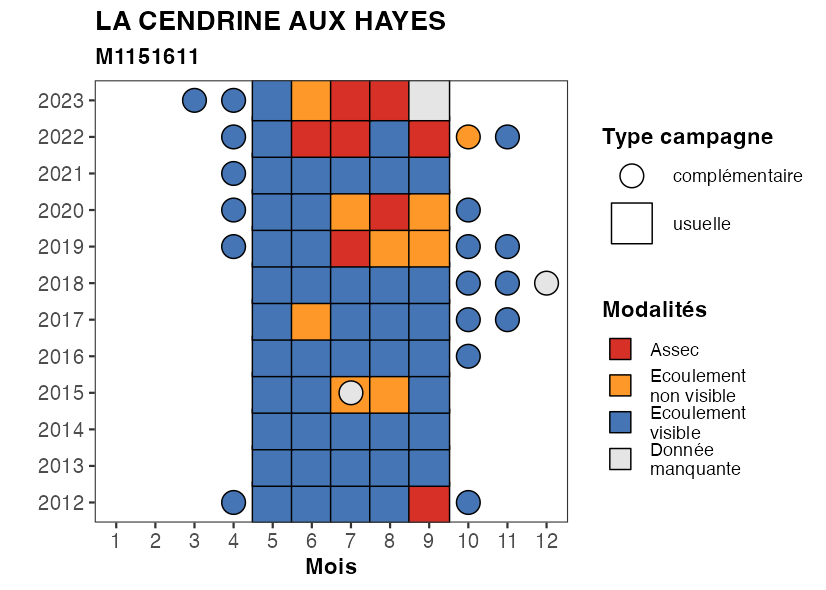 LA CENDRINE AUX HAYES
M1151611
2023
2022
2021
2020
2019
2018
2017
2016
2015
2014
2013
2012
1 2 3 4 5 6 7 8 9 10 11 12
Mois
Type campagne
complémentaire
usuelle
Modalités
Assec
Ecoulement
non visible
Ecoulement
visible
Donnée
manquante